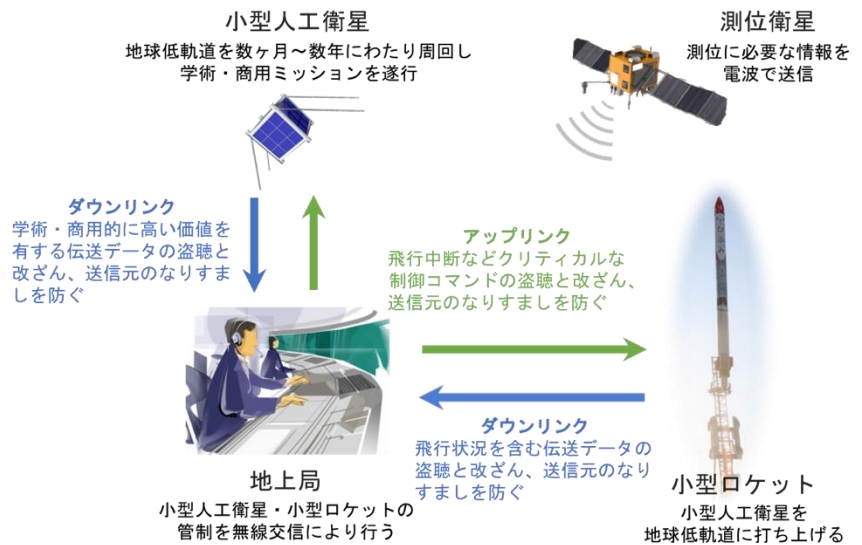 小型人工衛星
地球低軌道を数ヶ月～数年にわたり周回し
学術・商用ミッションを遂行
測位衛星
測位に必要な情報を
電波で送信
ダウンリンク
学術・商用的に高い価値を
有する伝送データの盗聴と
改ざん、送信元のなりすま
しを防ぐ
アップリンク
飛行中断などクリティカルな
制御コマンドの盗聴と改ざん、
送信元のなりすましを防ぐ
ダウンリンク
飛行状況を含む伝送データの
盗聴と改ざん、送信元のなり
すましを防ぐ
地上局
小型人工衛星・小型ロケットの
管制を無線交信により行う
小型ロケット
小型人工衛星を
地球低軌道に打ち上げる